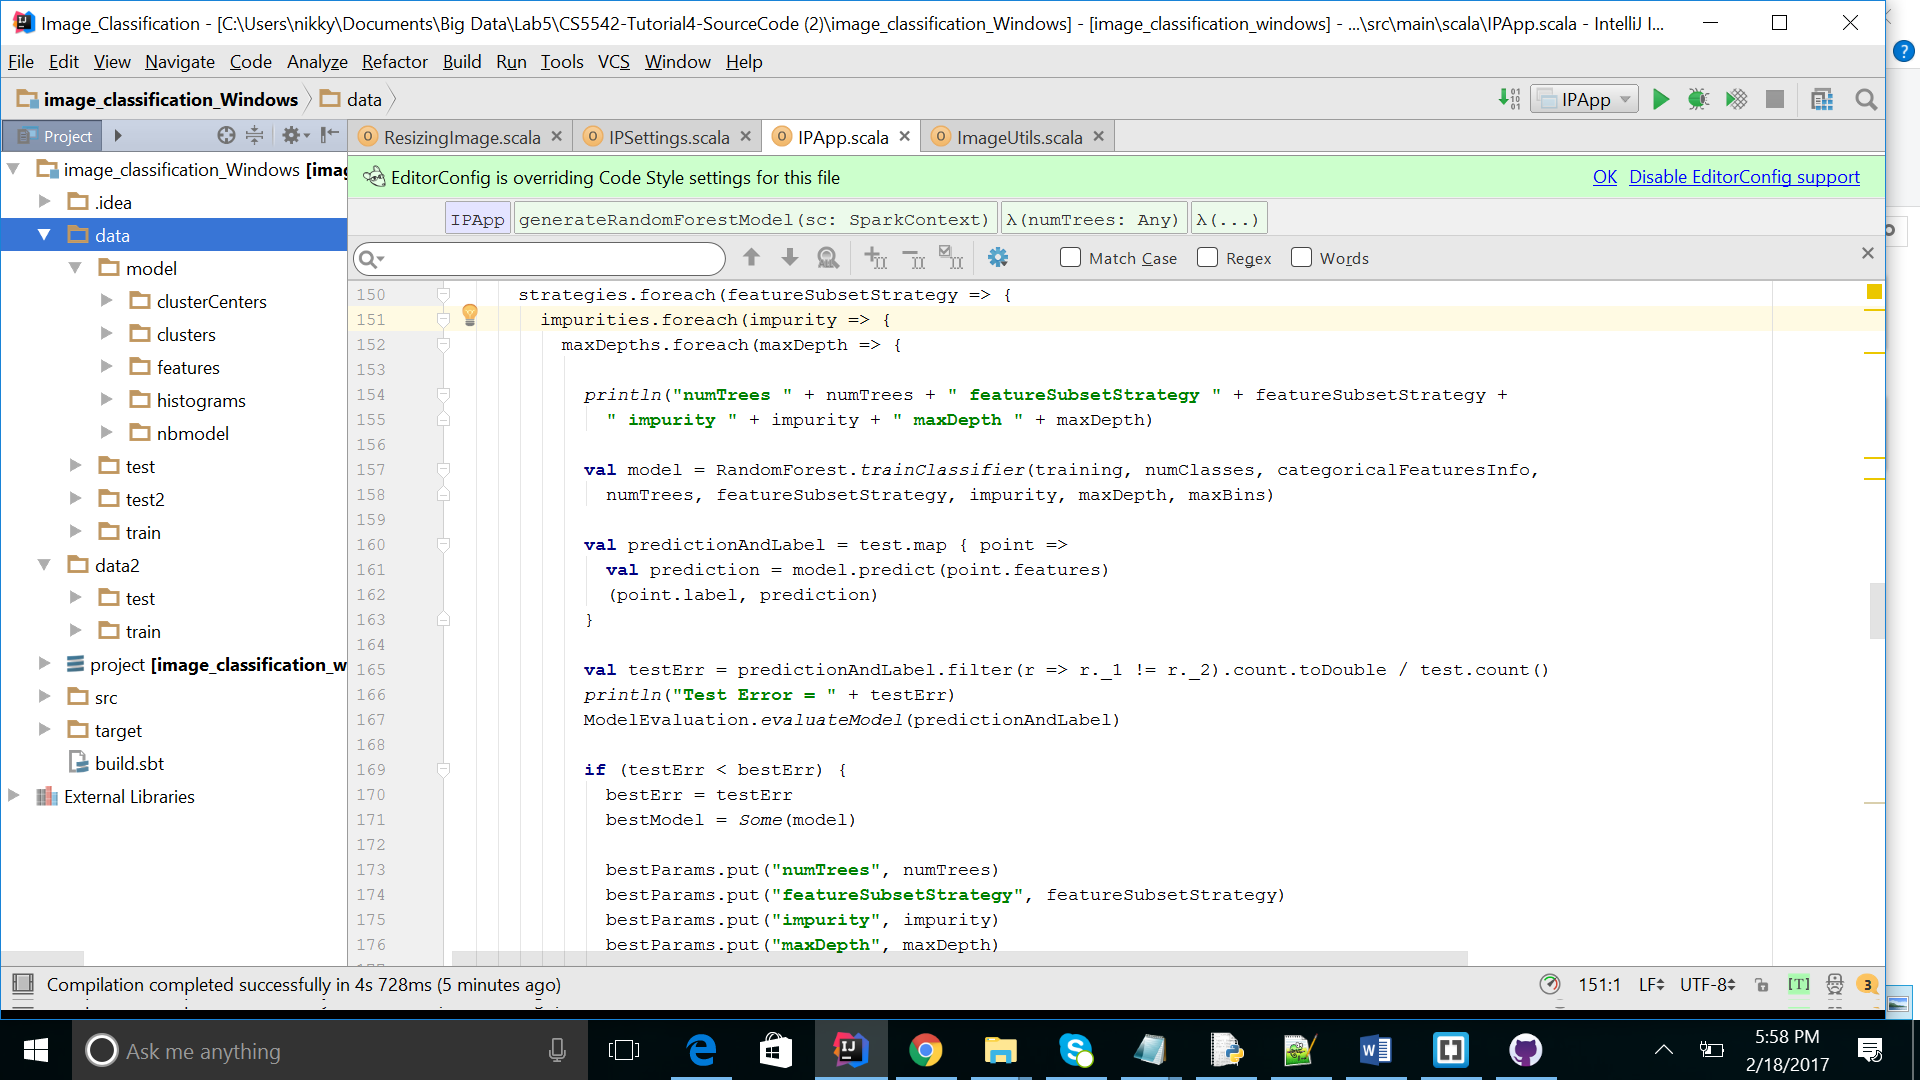 Image_Classification - [C:\Users\nikky\Documents\Big Data\Lab5\CS5542-Tutorial4-SourceCode (2)\image_classification_Windows] - [image_classification_windows] - ...\src\main\scala\IPApp.scala - IntelliJ I...
File Edit View Navigate Code Analyze Refactor Build Run Tools VCS Window Help
image_classification_Windows data
IPApp
Project
ResizingImage.scala IPSettings.scala IPApp.scala ImageUtils.scala
image_classification_Windows [imag
.idea
data
model
clusterCenters
clusters
features
histograms
nbmodel
test
test2
train
data2
test
train
project [image_classification_w
src
target
build.sbt
External Libraries
EditorConfig is overriding Code Style settings for this file OK Disable EditorConfig support
IPApp generateRandomForestModel(sc: SparkContext) λ(numTrees: Any) λ(...)
Match Case Regex Words
150 strategies.foreach(featureSubsetStrategy => {
151 impurities.foreach(impurity => {
152 maxDepths.foreach(maxDepth => {
153
154 println("numTrees " + numTrees + " featureSubsetStrategy " + featureSubsetStrategy +
155 " impurity " + impurity + " maxDepth " + maxDepth)
156
157 val model = RandomForest.trainClassifier(training, numClasses, categoricalFeaturesInfo,
158 numTrees, featureSubsetStrategy, impurity, maxDepth, maxBins)
159
160 val predictionAndLabel = test.map { point =>
161 val prediction = model.predict(point.features)
162 (point.label, prediction)
163 }
164
165 val testErr = predictionAndLabel.filter(r => r._1 != r._2).count.toDouble / test.count()
166 println("Test Error = " + testErr)
167 ModelEvaluation.evaluateModel(predictionAndLabel)
168
169 if (testErr < bestErr) {
170 bestErr = testErr
171 bestModel = Some(model)
172
173 bestParams.put("numTrees", numTrees)
174 bestParams.put("featureSubsetStrategy", featureSubsetStrategy)
175 bestParams.put("impurity", impurity)
176 bestParams.put("maxDepth", maxDepth)
Compilation completed successfully in 4s 728ms (5 minutes ago) 151:1 LF UTF-8 [T] 3
Ask me anything
5:58 PM
2/18/2017